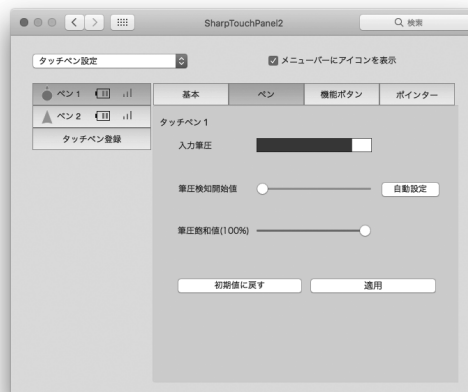 SharpTouchPanel2
検索
タッチペン設定
メニューバーにアイコンを表示
ペン 1
ペン 2
タッチペン登録
基本
ペン
機能ボタン
ポインター
タッチペン 1
入力筆圧
筆圧検知開始値
自動設定
筆圧飽和値(100%)
初期値に戻す
適用